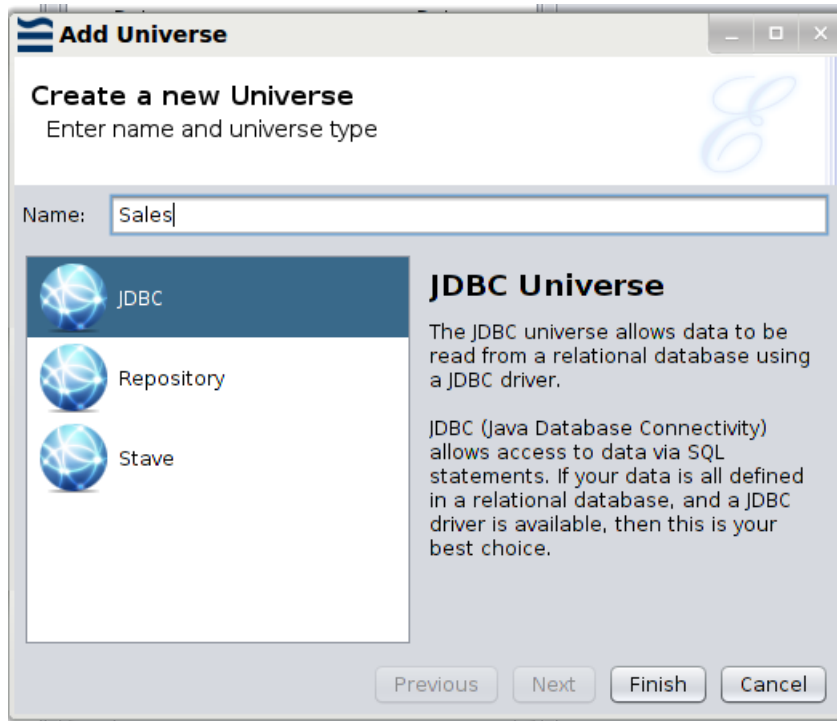 Add Universe
Create a new Universe
Enter name and universe type
Name: Sales
JDBC
Repository
Stave
JDBC Universe
The JDBC universe allows data to be
read from a relational database using
a JDBC driver.
JDBC (Java Database Connectivity)
allows access to data via SQL
statements. If your data is all defined
in a relational database, and a JDBC
driver is available, then this is your
best choice.
Previous Next Finish Cancel